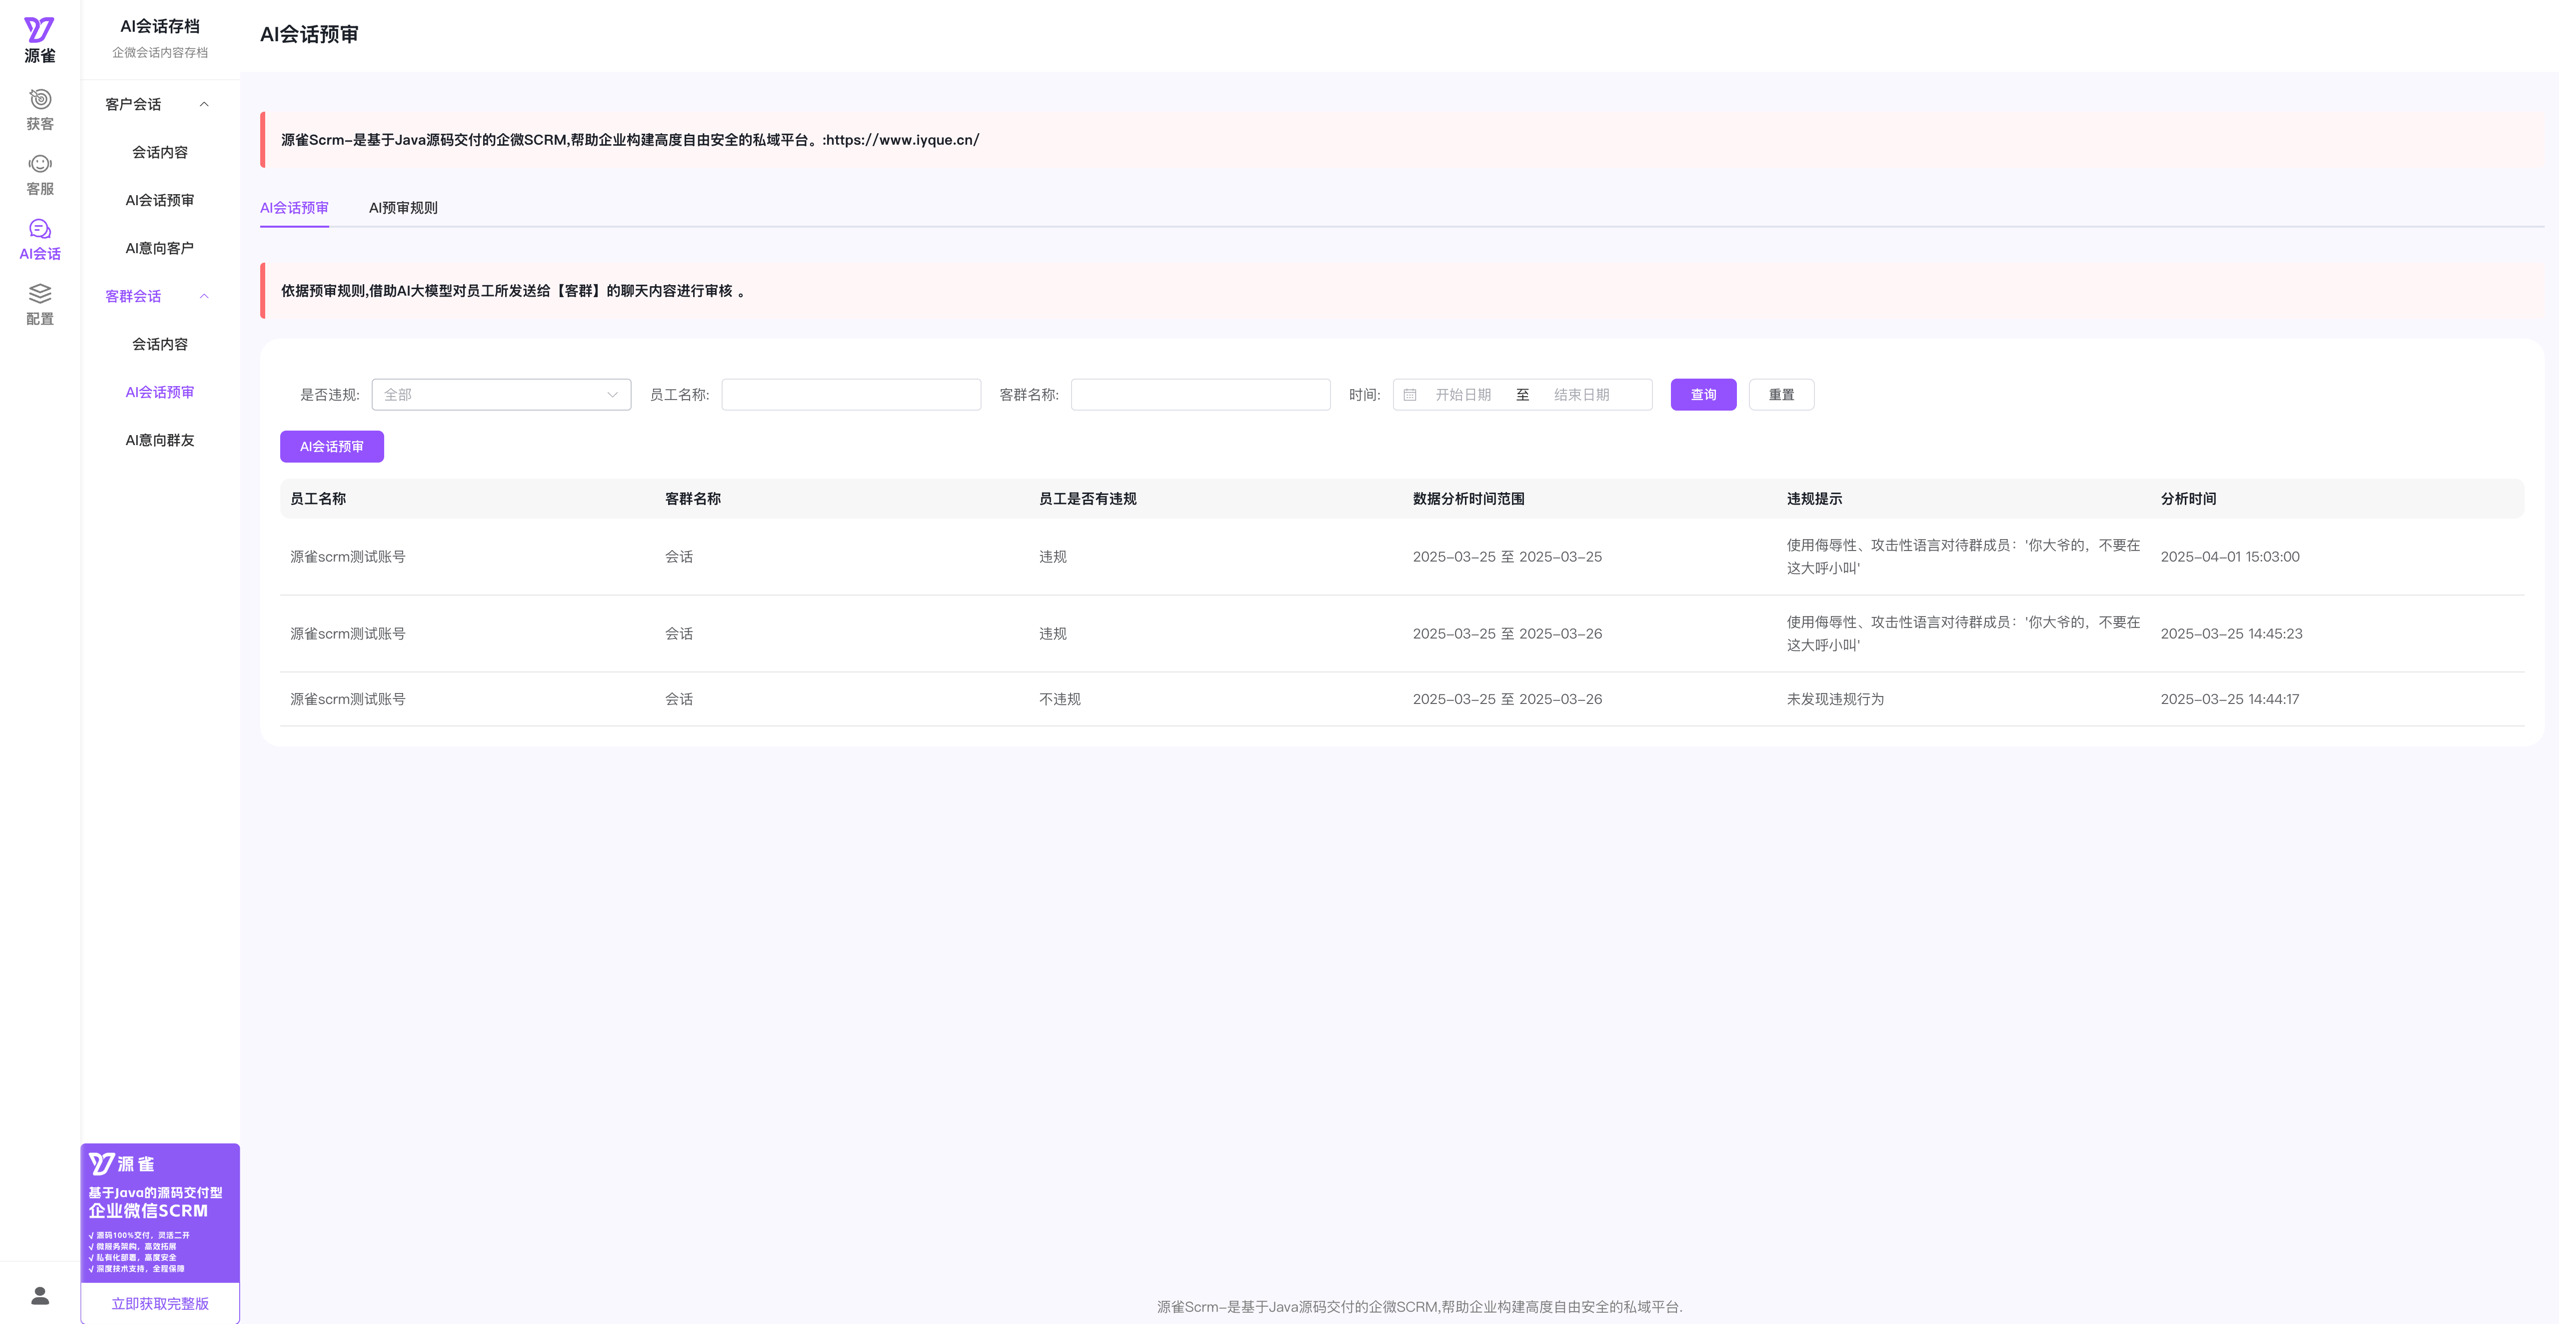 源雀
获客
客服
AI会话
配置
AI会话存档
企微会话内容存档
客户会话
会话内容
AI会话预审
AI意向客户
客群会话
会话内容
AI会话预审
AI意向群友
源雀
基于Java的源码交付型
企业微信SCRM
√ 源码100%交付，灵活二开
√ 微服务架构，高效拓展
√ 私有化部署，高度安全
√ 深度技术支持，全程保障
立即获取完整版
AI会话预审
源雀Scrm-是基于Java源码交付的企微SCRM,帮助企业构建高度自由安全的私域平台。:https://www.iyque.cn/
AI会话预审 AI预审规则
依据预审规则,借助AI大模型对员工所发送给【客群】的聊天内容进行审核 。
是否违规: 全部 员工名称: 客群名称: 时间: 开始日期 至 结束日期 查询 重置
AI会话预审
员工名称 客群名称 员工是否有违规 数据分析时间范围 违规提示 分析时间
源雀scrm测试账号 会话 违规 2025-03-25 至 2025-03-25 使用侮辱性、攻击性语言对待群成员：'你大爷的，不要在 2025-04-01 15:03:00
这大呼小叫'
源雀scrm测试账号 会话 违规 2025-03-25 至 2025-03-26 使用侮辱性、攻击性语言对待群成员：'你大爷的，不要在 2025-03-25 14:45:23
这大呼小叫'
源雀scrm测试账号 会话 不违规 2025-03-25 至 2025-03-26 未发现违规行为 2025-03-25 14:44:17
源雀Scrm-是基于Java源码交付的企微SCRM,帮助企业构建高度自由安全的私域平台.